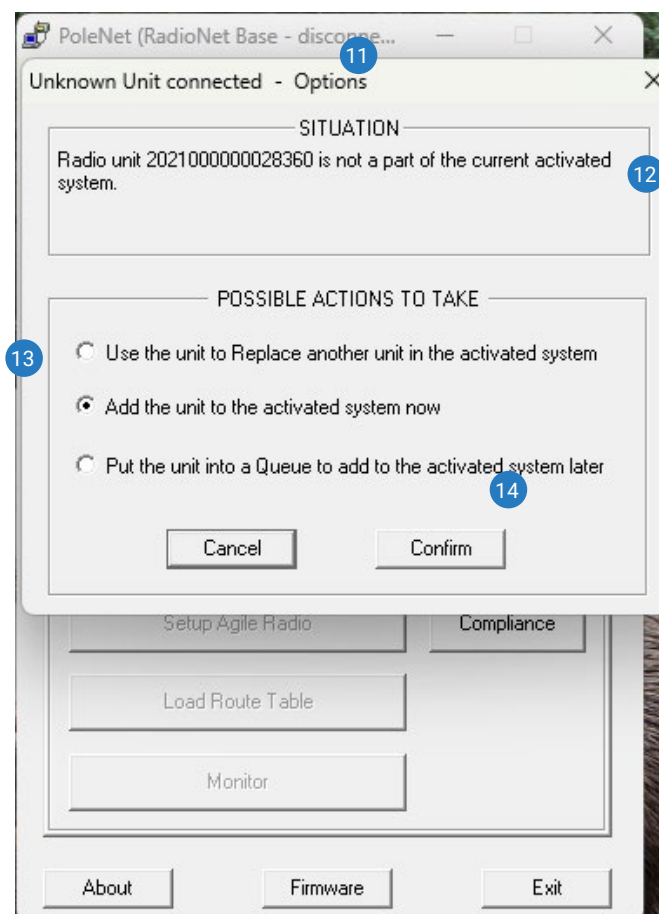 PoleNet (RadioNet Base - disconne...
11
Unknown Unit connected - Options
SITUATION
Radio unit 2021000000028360 is not a part of the current activated
system.
12
POSSIBLE ACTIONS TO TAKE
13
Use the unit to Replace another unit in the activated system
Add the unit to the activated system now
Put the unit into a Queue to add to the activated system later
14
Cancel Confirm
Setup Agile Radio Compliance
Load Route Table
Monitor
About Firmware Exit